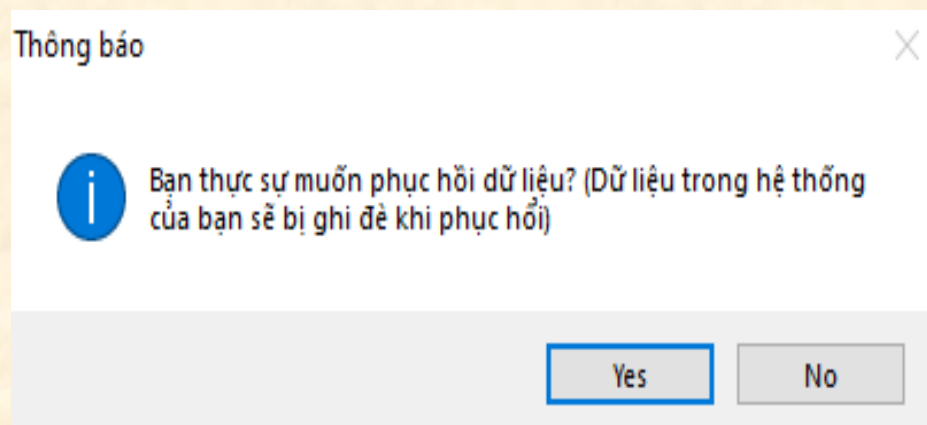 Thông báo
Bạn thực sự muốn phục hồi dữ liệu? (Dữ liệu trong hệ thống
của bạn sẽ bị ghi đè khi phục hổi)
Yes
No